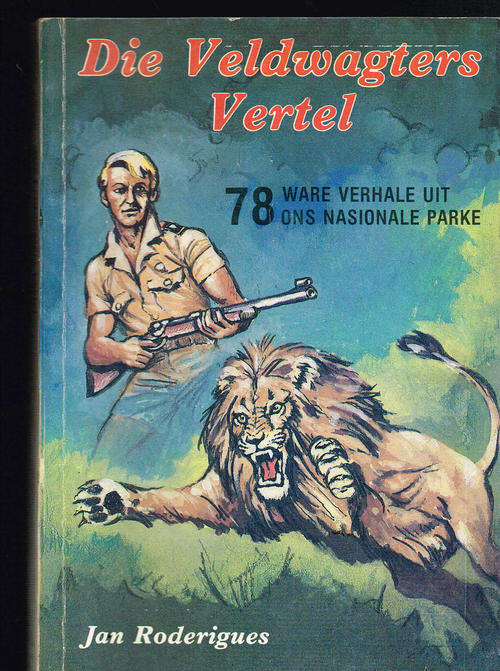 Die Veldwagters
Vertel
78 WARE VERHALE UIT
ONS NASIONALE PARKE
Jan Roderigues